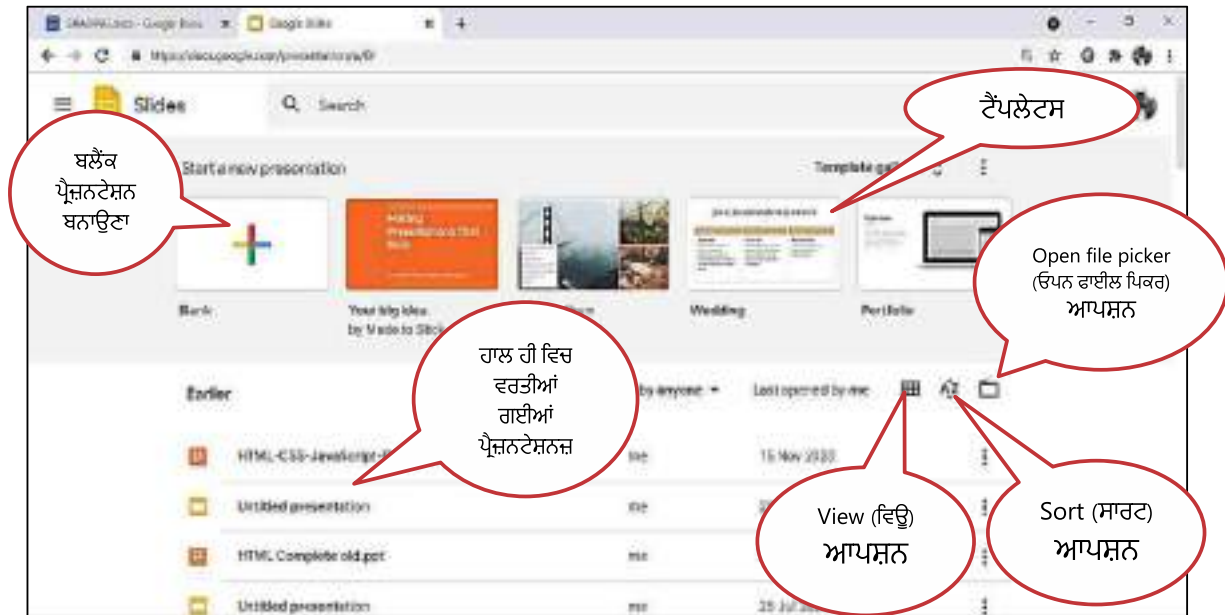 Google Slides
Slides
Search
ਟੈਂਪਲੇਟਸ
ਬਲੈਂਕ
ਪ੍ਰੈਜ਼ਨਟੇਸ਼ਨ
ਬਨਾਉਣਾ
Start a new presentation
Template
Open file picker
(ਓਪਨ ਫਾਈਲ ਪਿਕਰ)
ਆਪਸ਼ਨ
Blank
Your big idea
by Made to Stick
Wedding
Portfolio
ਹਾਲ ਹੀ ਵਿਚ
ਵਰਤੀਆਂ
ਗਈਆਂ
ਪ੍ਰੈਜ਼ਨਟੇਸ਼ਨਜ਼
Earlier
by anyone
Last opened by me
HTML-CSS-JavaScript
me
15 Nov 2020
Untitled presentation
me
HTML Complete old.ppt
me
Untitled presentation
me
View (ਵਿਊ)
ਆਪਸ਼ਨ
Sort (ਸਾਰਟ)
ਆਪਸ਼ਨ